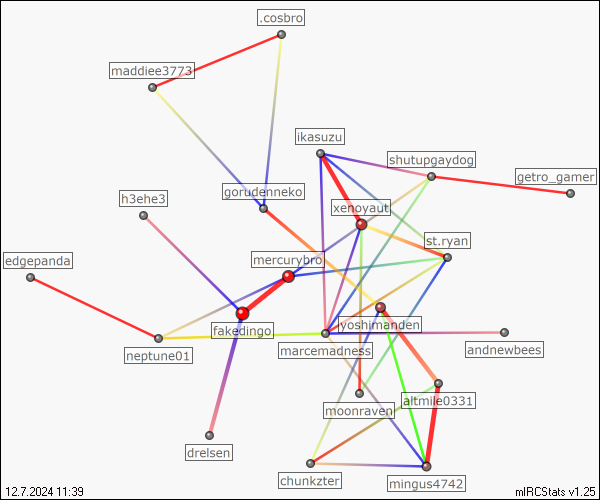 .cosbro
maddiee3773
ikasuzu
shutupgaydog
getro_gamer
h3ehe3
gorudenneko
xenoyaut
st.ryan
edgepanda
mercurybro
fakedingo
yoshimanden
neptune01
marcemadness
andnewbees
moonraven
altmile0331
drelsen
chunkzter
mingus4742
12.7.2024 11:39
mIRCStats v1.25